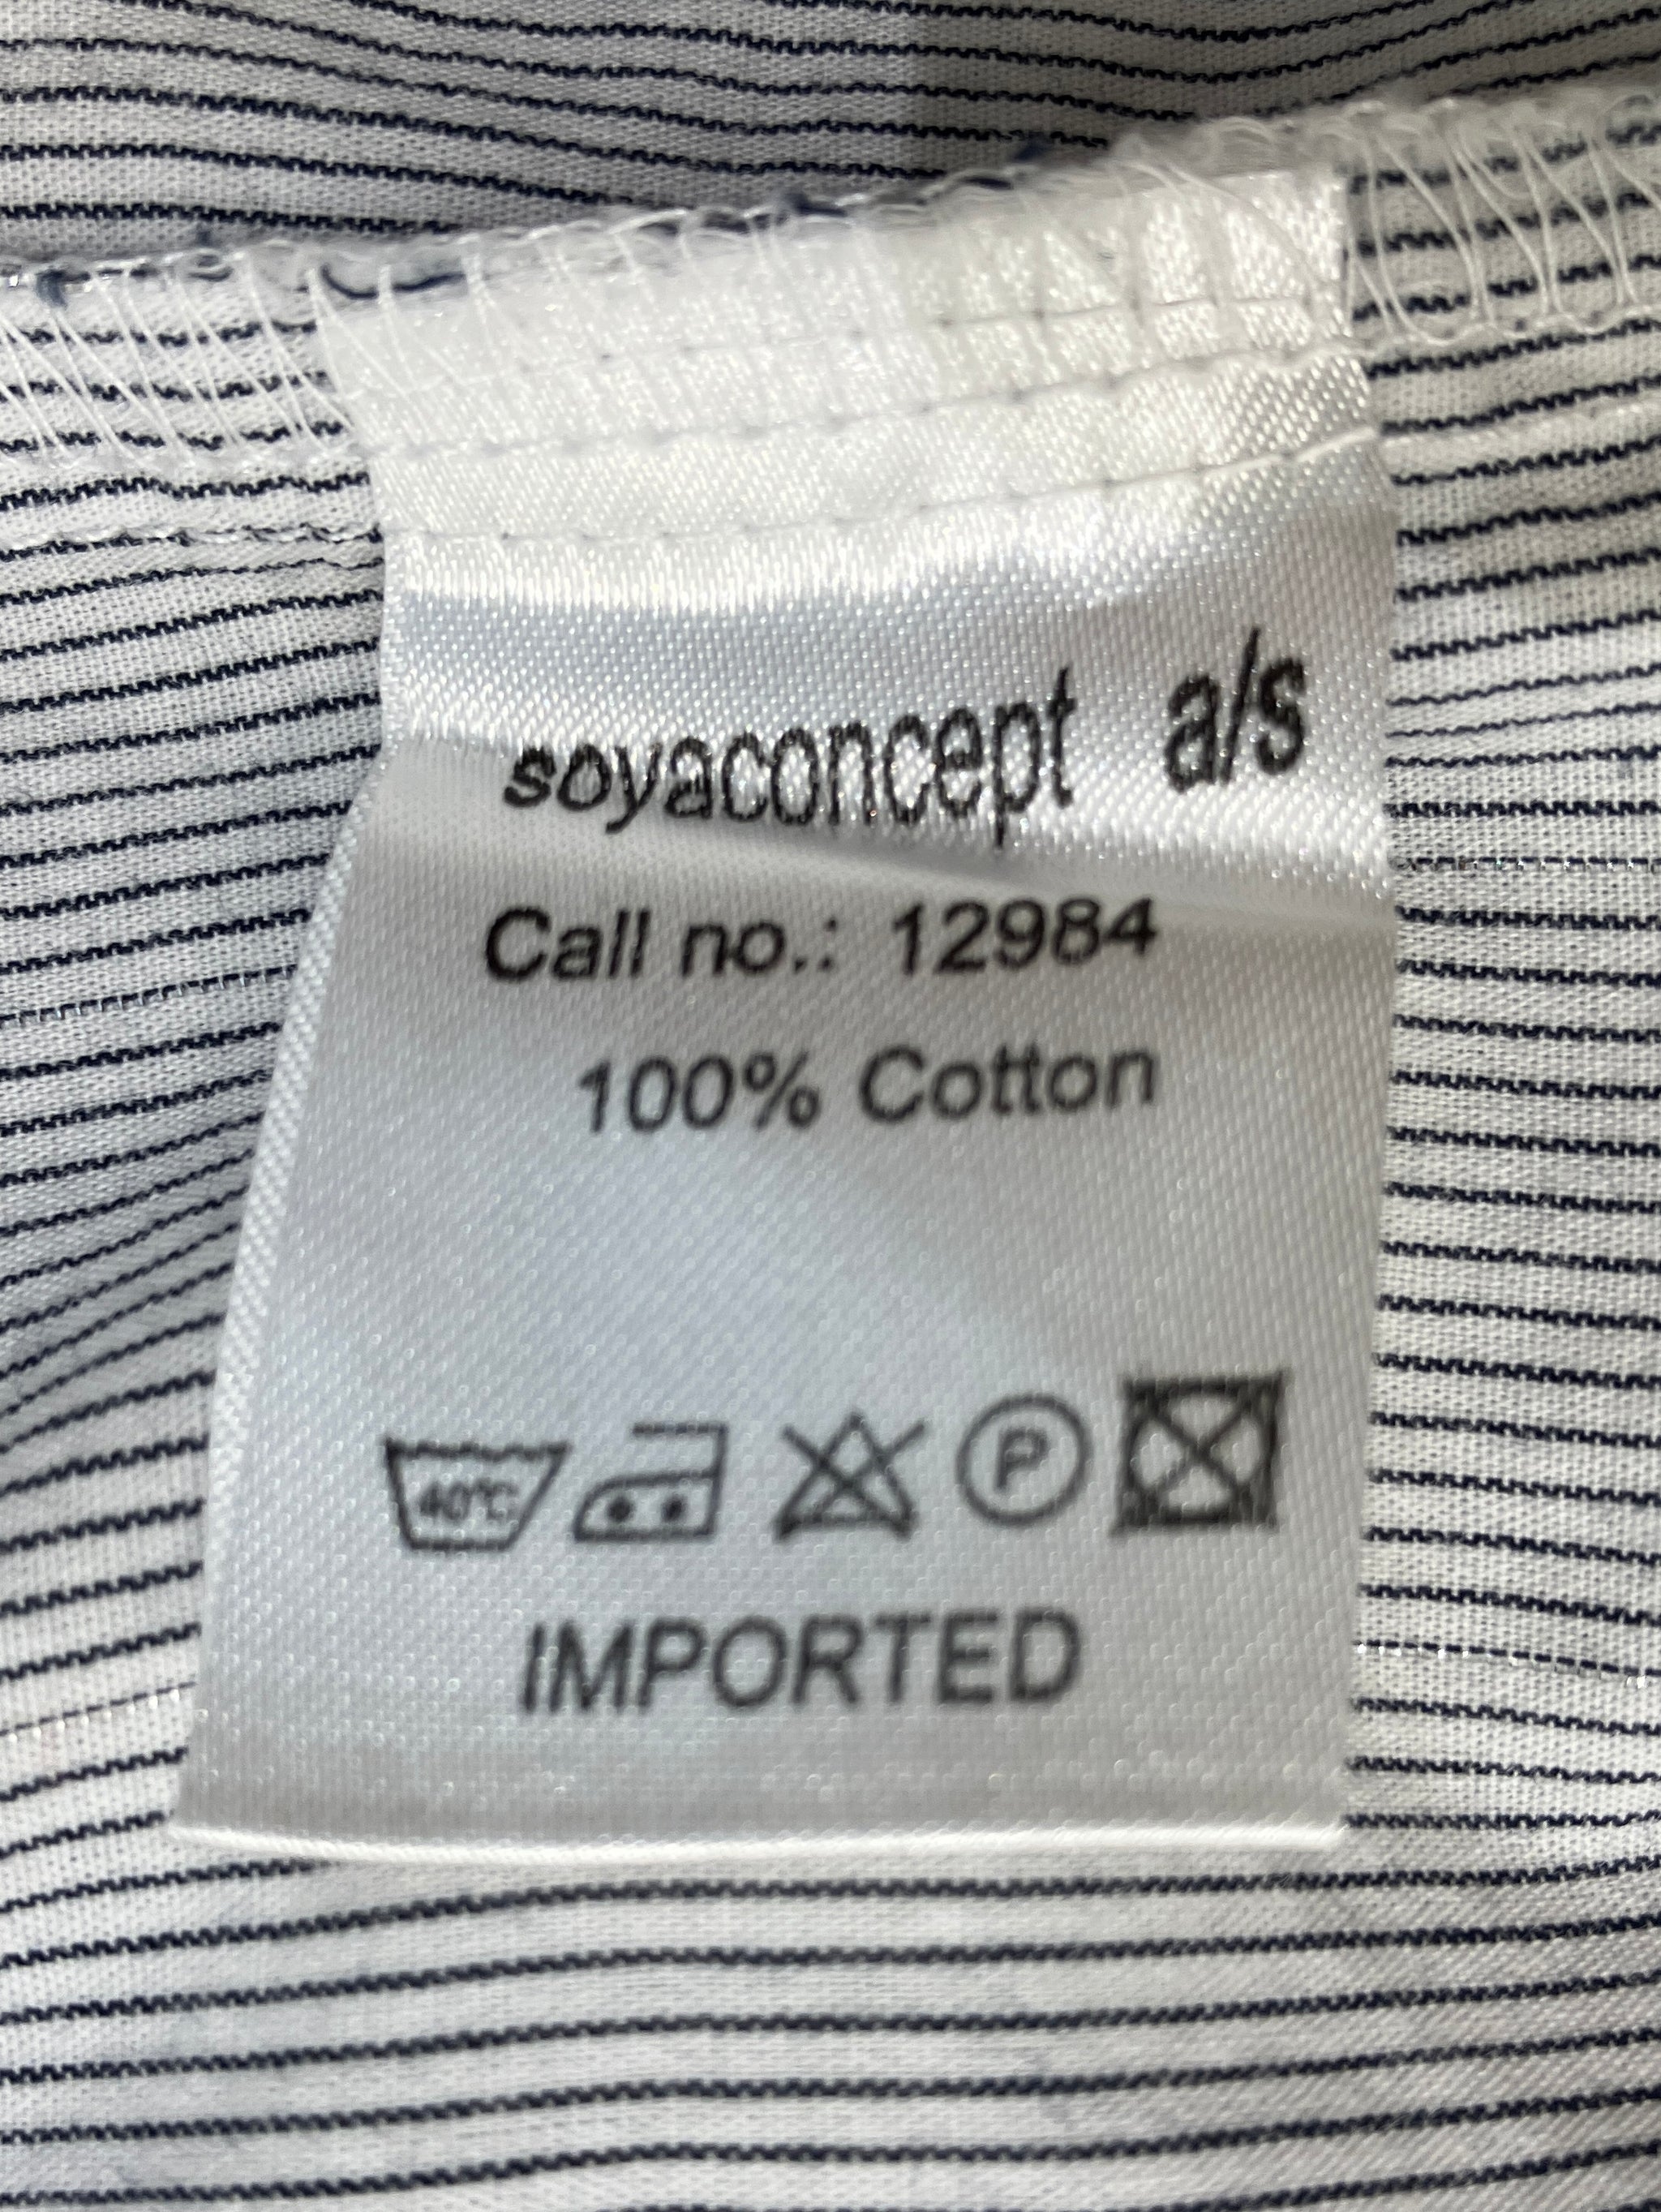 soyaconcept a/s
Call no.: 12984
100% Cotton
40°C P
IMPORTED